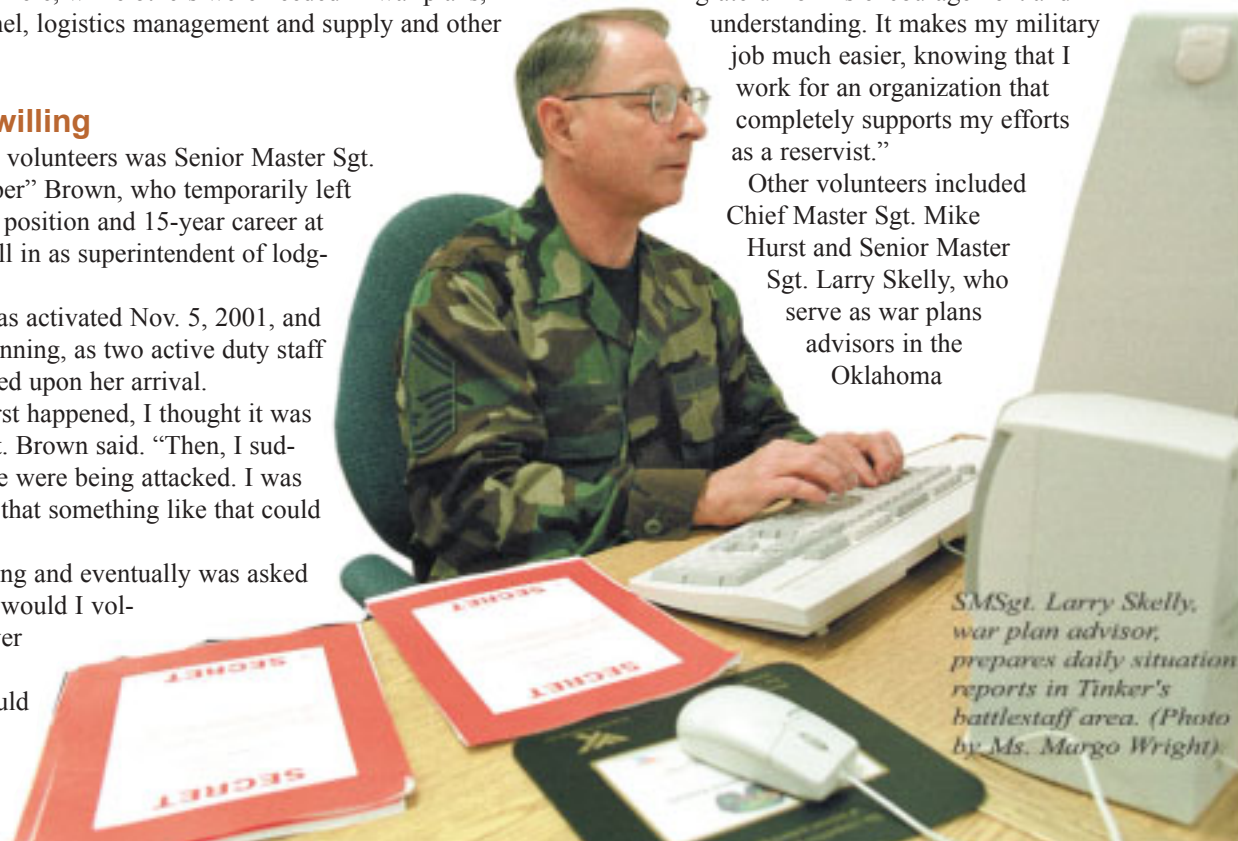 nel, logistics management and supply and other
willing
volunteers was Senior Master Sgt.
per” Brown, who temporarily left
position and 15-year career at
ll in as superintendent of lodg-
as activated Nov. 5, 2001, and
nning, as two active duty staff
ed upon her arrival.
rst happened, I thought it was
t. Brown said. “Then, I sud-
e were being attacked. I was
that something like that could
ng and eventually was asked
would I vol-
er
uld
understanding. It makes my military
job much easier, knowing that I
work for an organization that
completely supports my efforts
as a reservist.”
Other volunteers included
Chief Master Sgt. Mike
Hurst and Senior Master
Sgt. Larry Skelly, who
serve as war plans
advisors in the
Oklahoma
SECRET
SECRET
SECRET
SECRET
SMSgt. Larry Skelly,
war plan advisor,
prepares daily situation
reports in Tinker's
battlestaff area. (Photo
by Ms. Margo Wright)